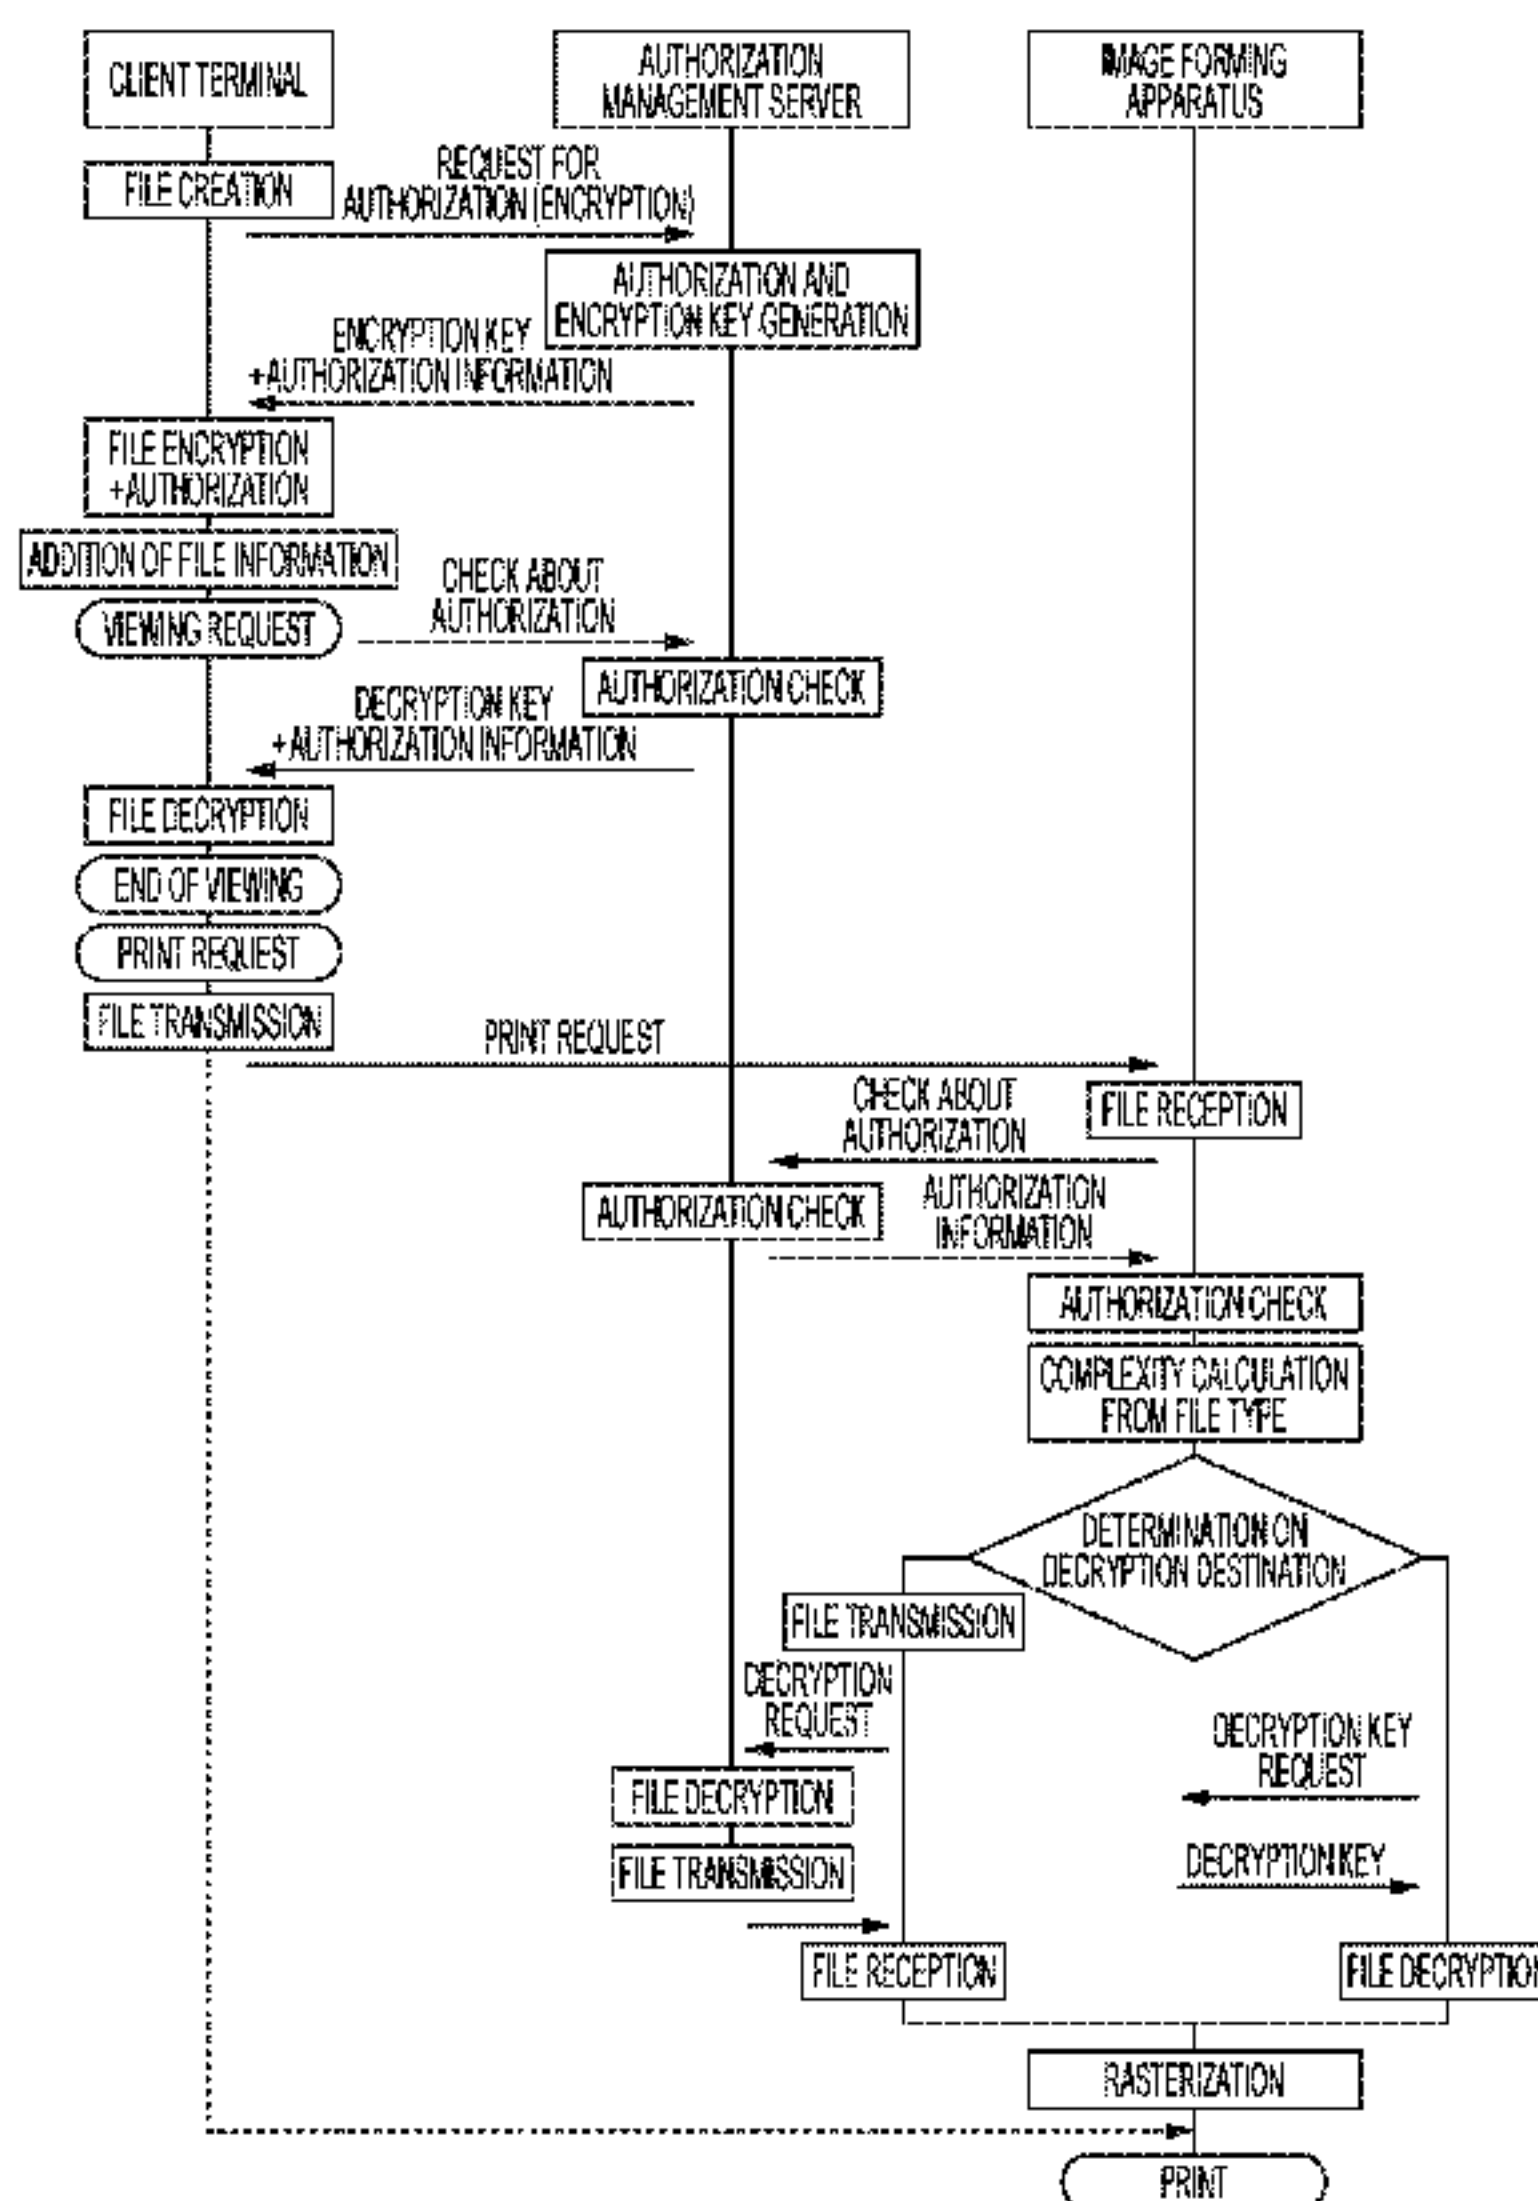 CLIENT TERMINAL
AUTHORIZATION
MANAGEMENT SERVER
IMAGE FORMING
APPARATUS
FILE CREATION
REQUEST FOR
AUTHORIZATION (ENCRYPTION)
AUTHORIZATION AND
ENCRYPTION KEY GENERATION
ENCRYPTION KEY
+AUTHORIZATION INFORMATION
FILE ENCRYPTION
+AUTHORIZATION
ADDITION OF FILE INFORMATION
VIEWING REQUEST
CHECK ABOUT
AUTHORIZATION
AUTHORIZATION CHECK
DECRYPTION KEY
+AUTHORIZATION INFORMATION
FILE DECRYPTION
END OF VIEWING
PRINT REQUEST
FILE TRANSMISSION
PRINT REQUEST
FILE RECEPTION
CHECK ABOUT
AUTHORIZATION
AUTHORIZATION CHECK
AUTHORIZATION
INFORMATION
AUTHORIZATION CHECK
COMPLEXITY CALCULATION
FROM FILE TYPE
DETERMINATION ON
DECRYPTION DESTINATION
FILE TRANSMISSION
DECRYPTION
REQUEST
DECRYPTION KEY
REQUEST
FILE DECRYPTION
FILE TRANSMISSION
DECRYPTION KEY
FILE RECEPTION
FILE DECRYPTION
RASTERIZATION
PRINT